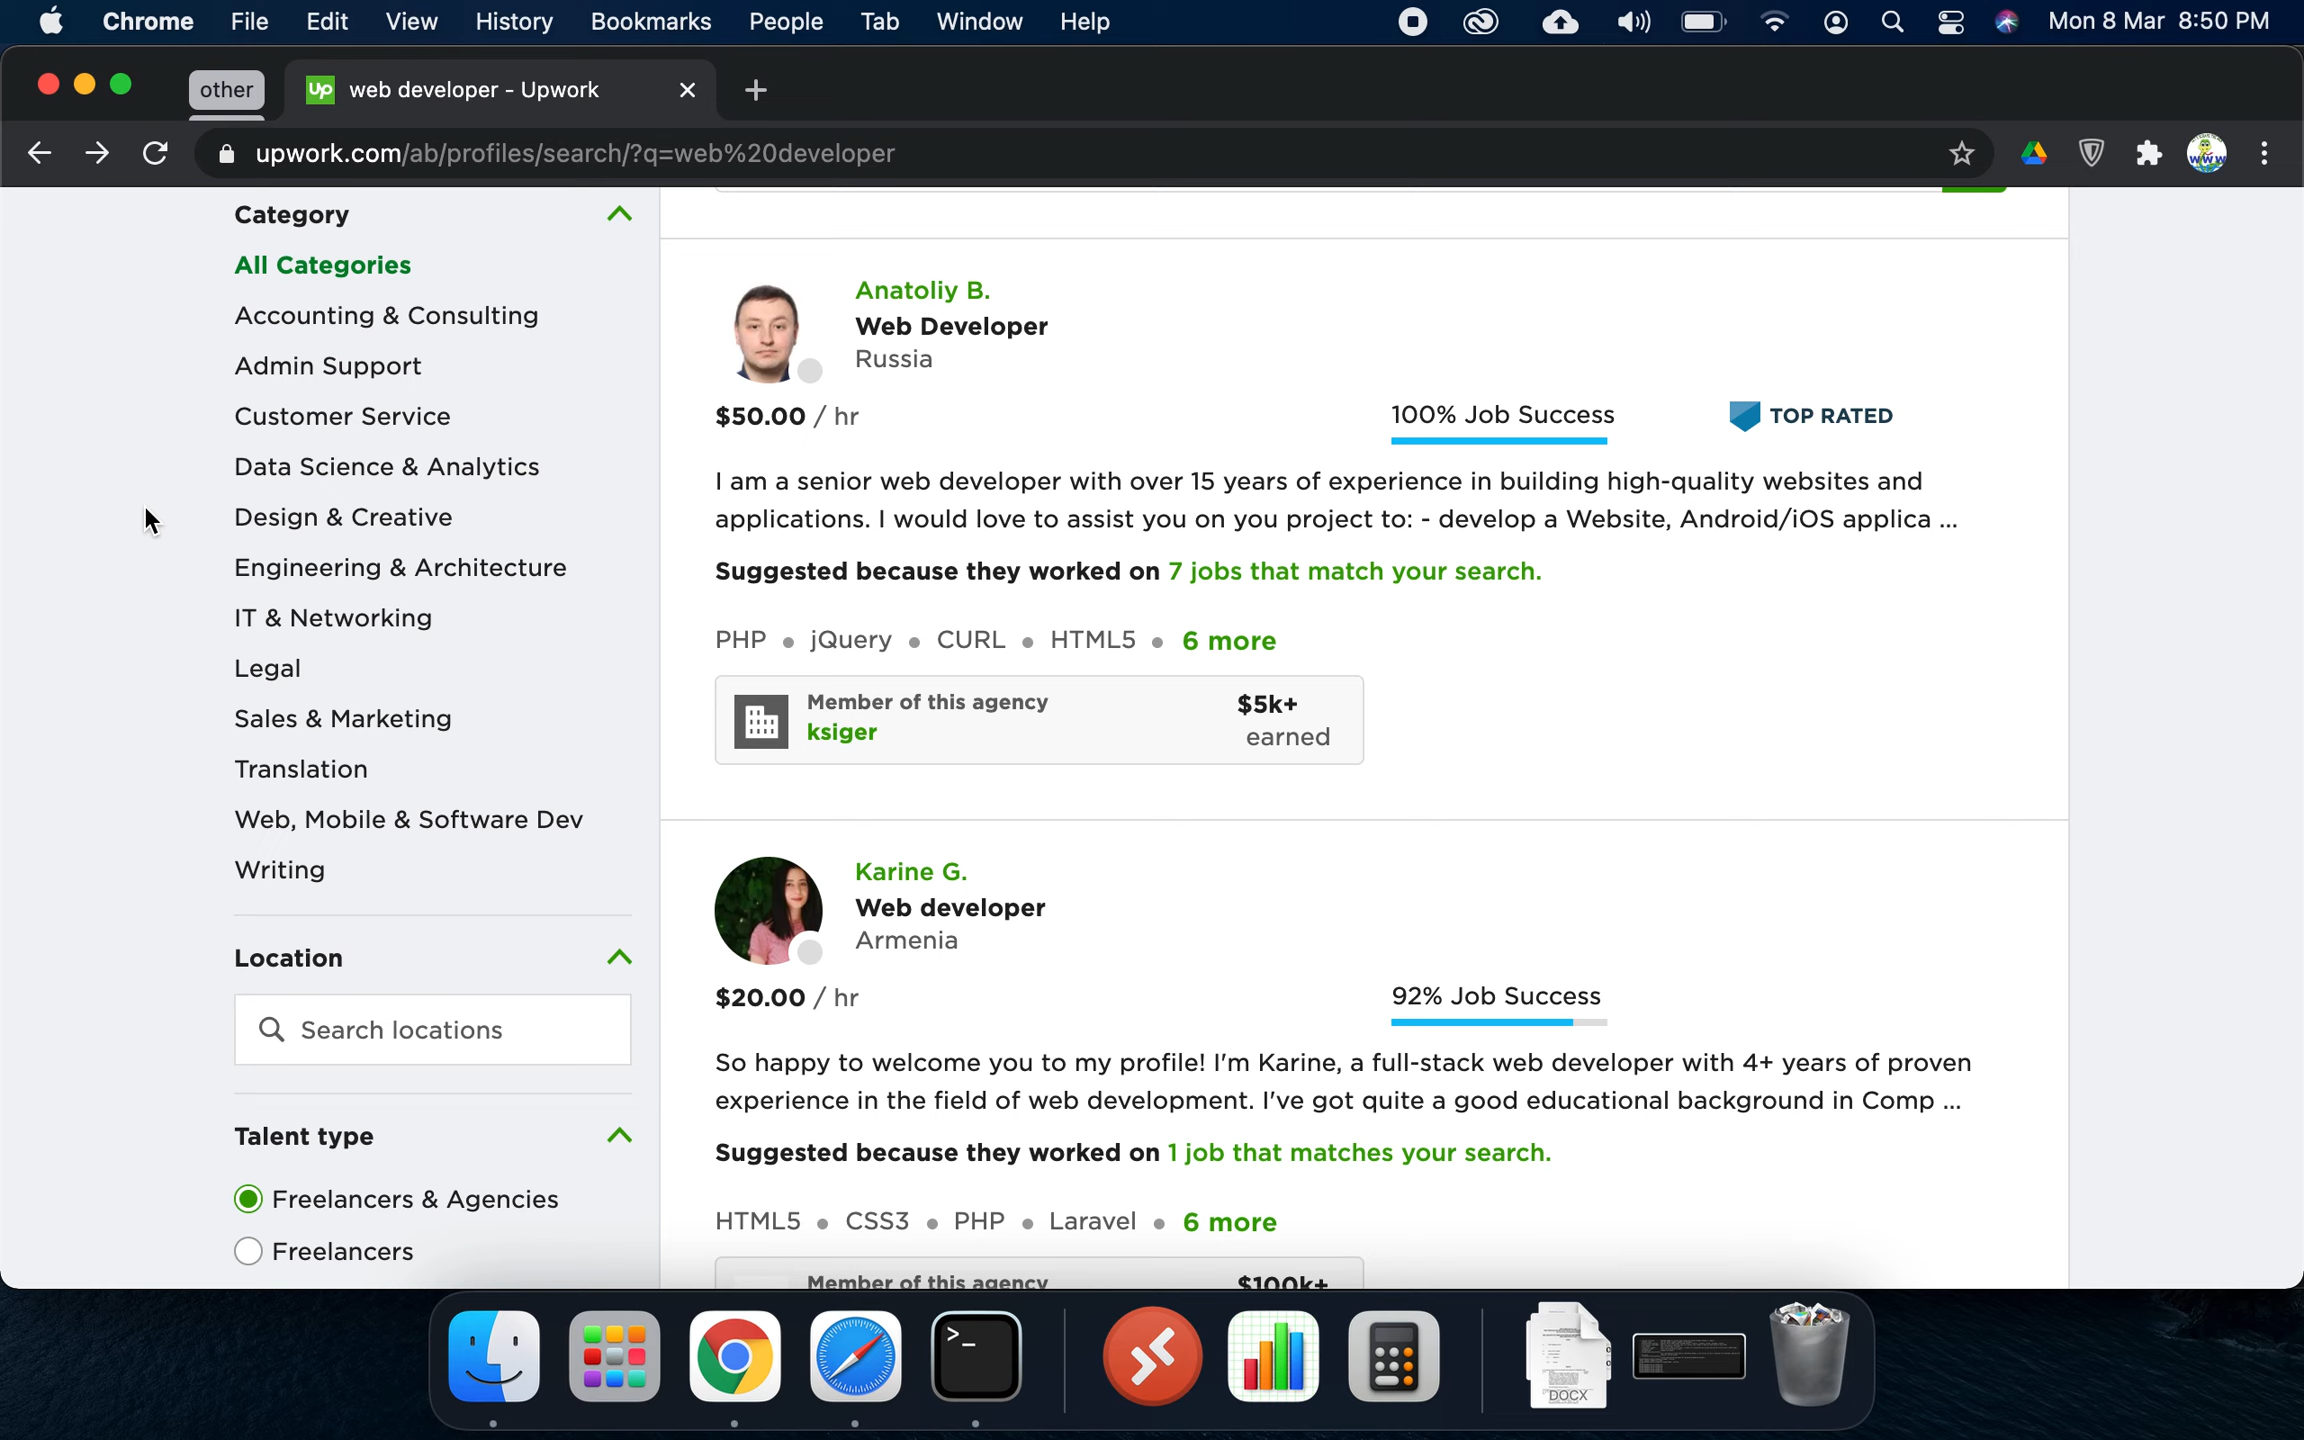 Chrome File Edit View History Bookmarks People Tab Window Help Mon 8 Mar 8:50 PM
other Up web developer - Upwork
upwork.com/ab/profiles/search/?q=web%20developer
Category
All Categories
Accounting & Consulting
Admin Support
Customer Service
Data Science & Analytics
Design & Creative
Engineering & Architecture
IT & Networking
Legal
Sales & Marketing
Translation
Web, Mobile & Software Dev
Writing
Location
Search locations
Talent type
Freelancers & Agencies
Freelancers
Anatoliy B.
Web Developer
Russia
$50.00 / hr 100% Job Success TOP RATED
I am a senior web developer with over 15 years of experience in building high-quality websites and
applications. I would love to assist you on you project to: - develop a Website, Android/iOS applica ...
Suggested because they worked on 7 jobs that match your search.
PHP • jQuery • CURL • HTML5 • 6 more
Member of this agency $5k+
ksiger earned
Karine G.
Web developer
Armenia
$20.00 / hr 92% Job Success
So happy to welcome you to my profile! I'm Karine, a full-stack web developer with 4+ years of proven
experience in the field of web development. I've got quite a good educational background in Comp ...
Suggested because they worked on 1 job that matches your search.
HTML5 • CSS3 • PHP • Laravel • 6 more
Member of this agency $100k+
>_
DOCX